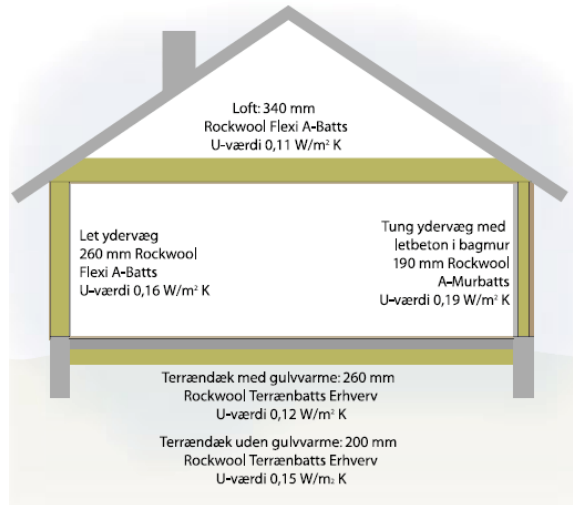 Loft: 340 mm
Rockwool Flexi A-Batts
U-værdi 0,11 W/m² K
Let ydervæg
260 mm Rockwool
Flexi A-Batts
U-værdi 0,16 W/m² K
Tung ydervæg med
letbeton i bagmur
190 mm Rockwool
A-Murbatts
U-værdi 0,19 W/m² K
Terrændæk med gulvvarme: 260 mm
Rockwool Terrænbatts Erhverv
U-værdi 0,12 W/m² K
Terrændæk uden gulvvarme: 200 mm
Rockwool Terrænbatts Erhverv
U-værdi 0,15 W/m₂ K